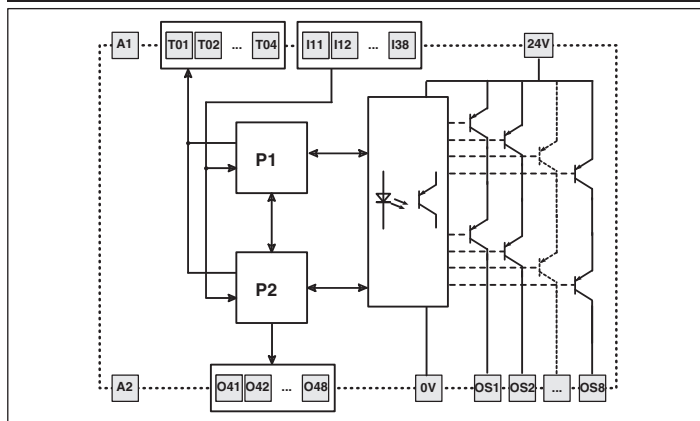 A1 T01 T02 ... T04 I11 I12 ... I38 24V
P1
P2
A2 O41 O42 ... O48 0V OS1 OS2 ... OS8